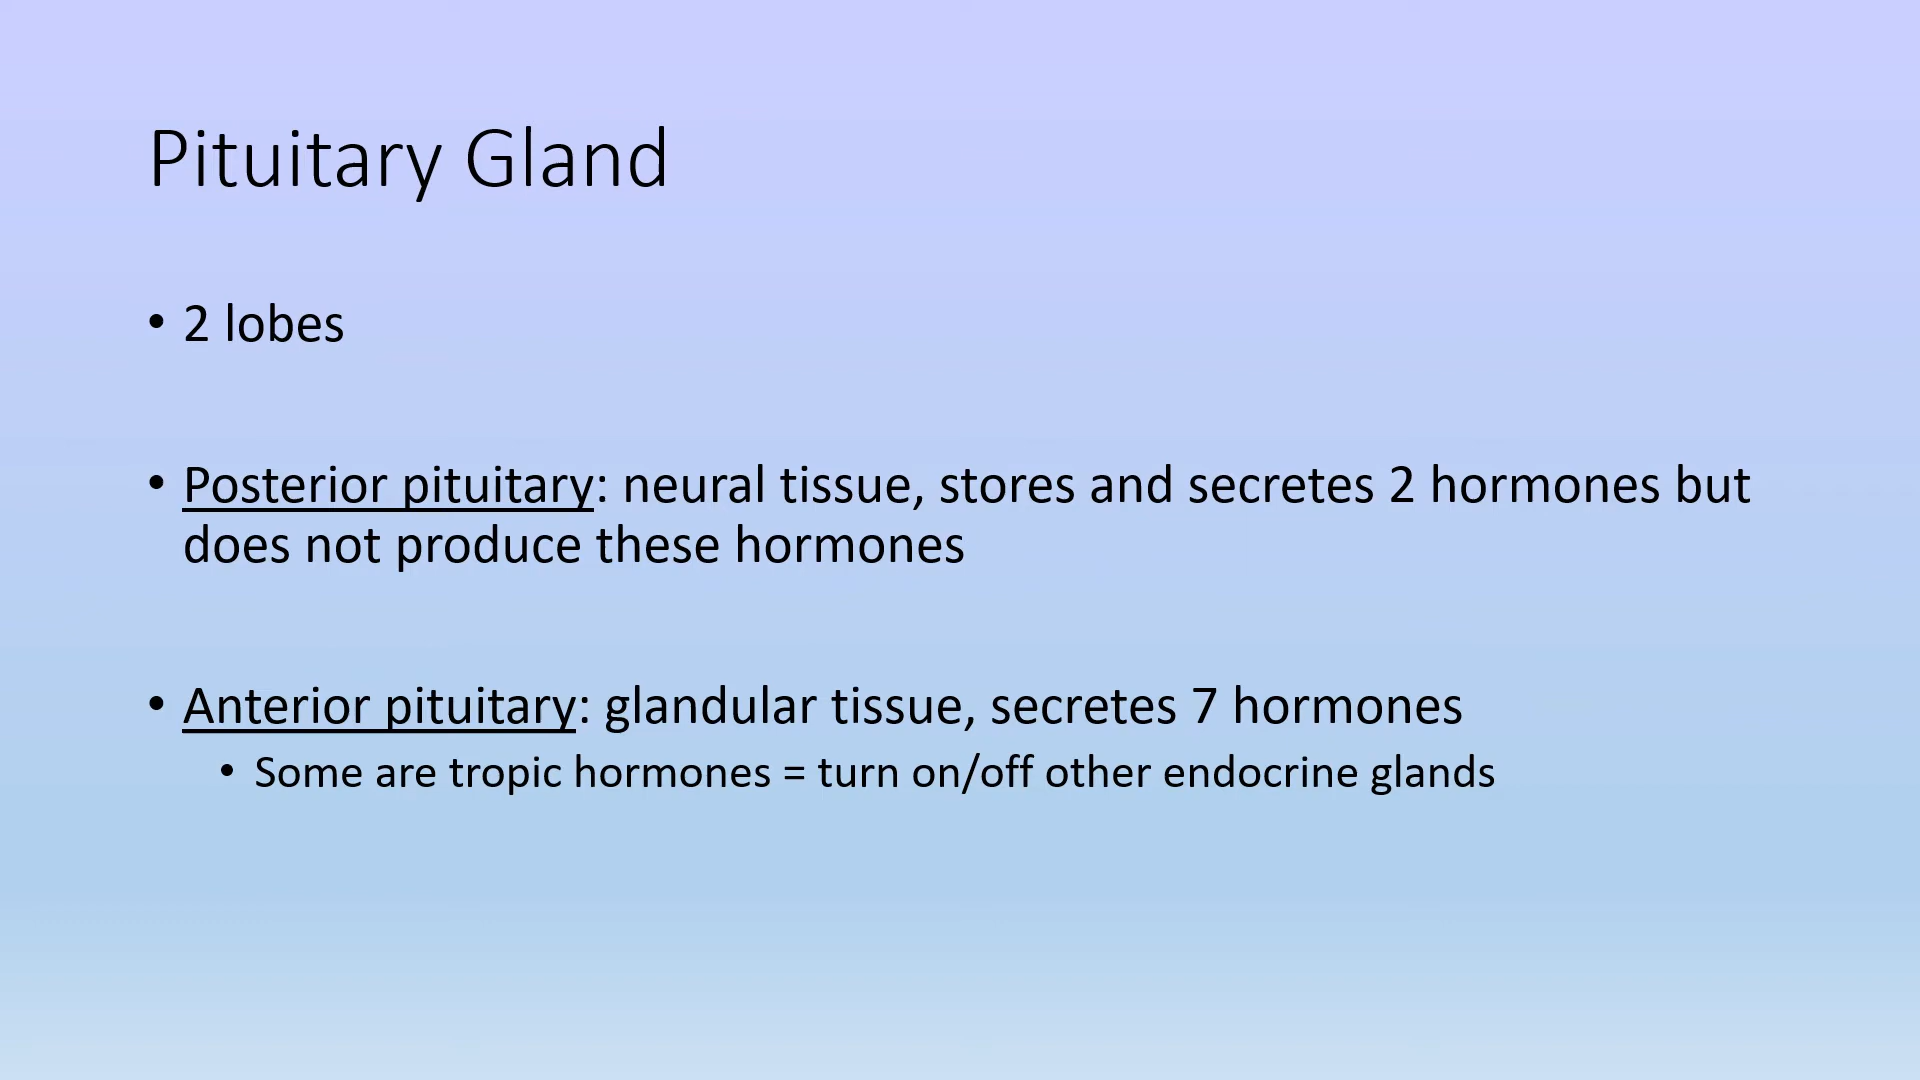 Pituitary Gland
• 2 lobes
• Posterior pituitary: neural tissue, stores and secretes 2 hormones but
does not produce these hormones
• Anterior pituitary: glandular tissue, secretes 7 hormones
• Some are tropic hormones = turn on/off other endocrine glands